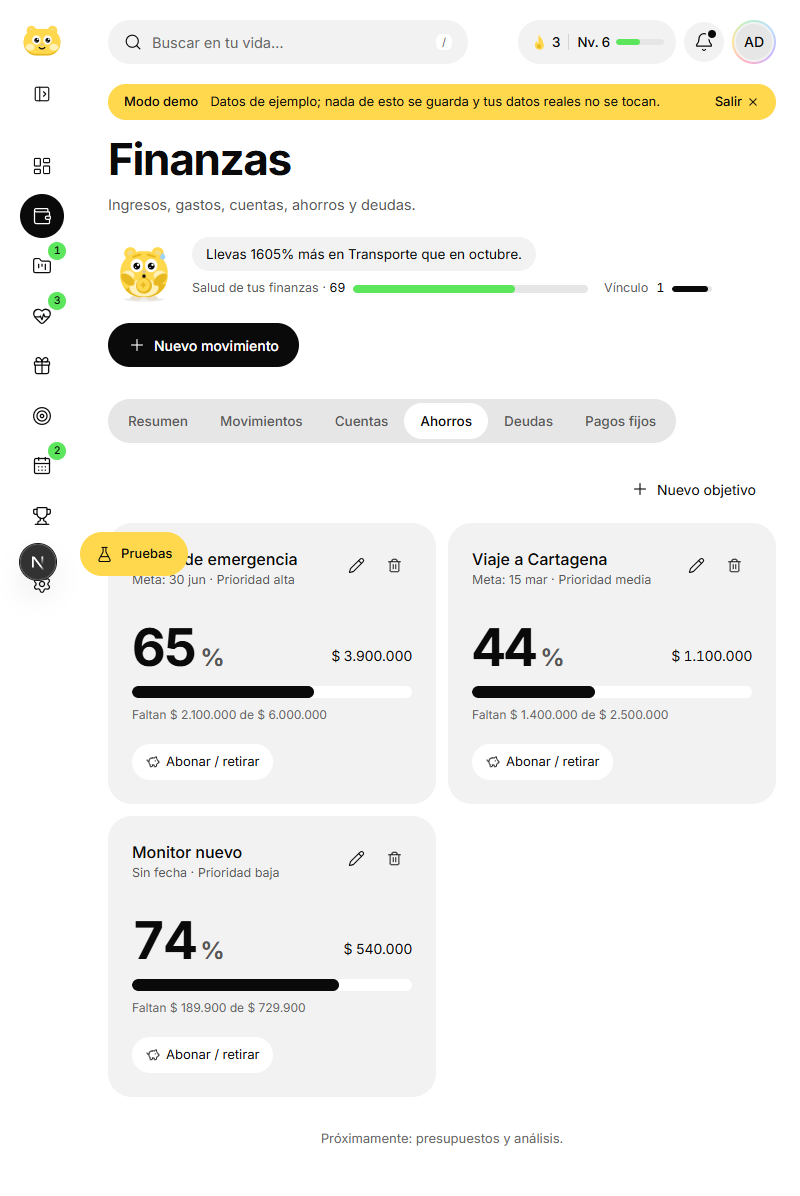 Buscar en tu vida...
/
3
Nv. 6
AD
Modo demo Datos de ejemplo; nada de esto se guarda y tus datos reales no se tocan.
Salir ×
Finanzas
Ingresos, gastos, cuentas, ahorros y deudas.
1
3
2
Llevas 1605% más en Transporte que en octubre.
Salud de tus finanzas · 69
Vínculo 1
+ Nuevo movimiento
Resumen
Movimientos
Cuentas
Ahorros
Deudas
Pagos fijos
+ Nuevo objetivo
N
Pruebas
de emergencia
Meta: 30 jun · Prioridad alta
65 %
$ 3.900.000
Faltan $ 2.100.000 de $ 6.000.000
Abonar / retirar
Viaje a Cartagena
Meta: 15 mar · Prioridad media
44 %
$ 1.100.000
Faltan $ 1.400.000 de $ 2.500.000
Abonar / retirar
Monitor nuevo
Sin fecha · Prioridad baja
74 %
$ 540.000
Faltan $ 189.900 de $ 729.900
Abonar / retirar
Próximamente: presupuestos y análisis.